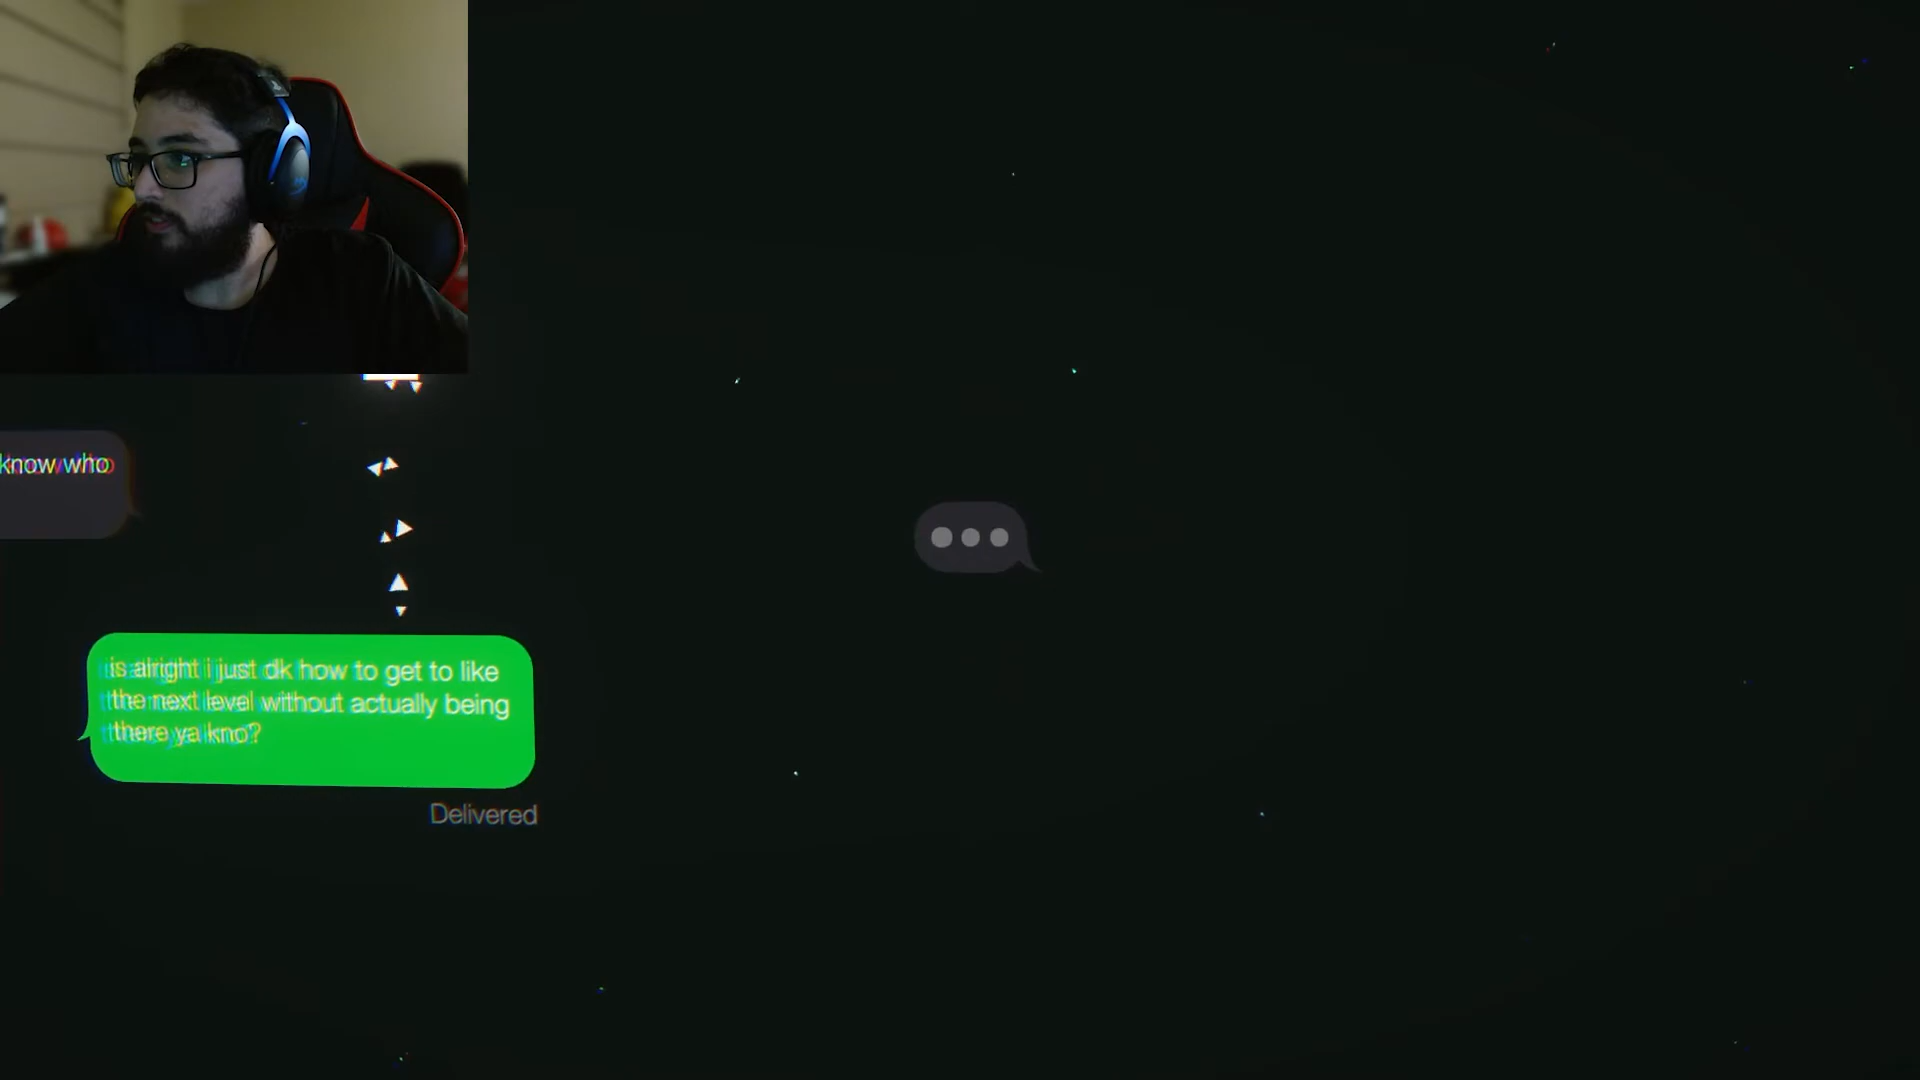 know who
is alright i just dk how to get to like
the next level without actually being
there ya kno?
Delivered